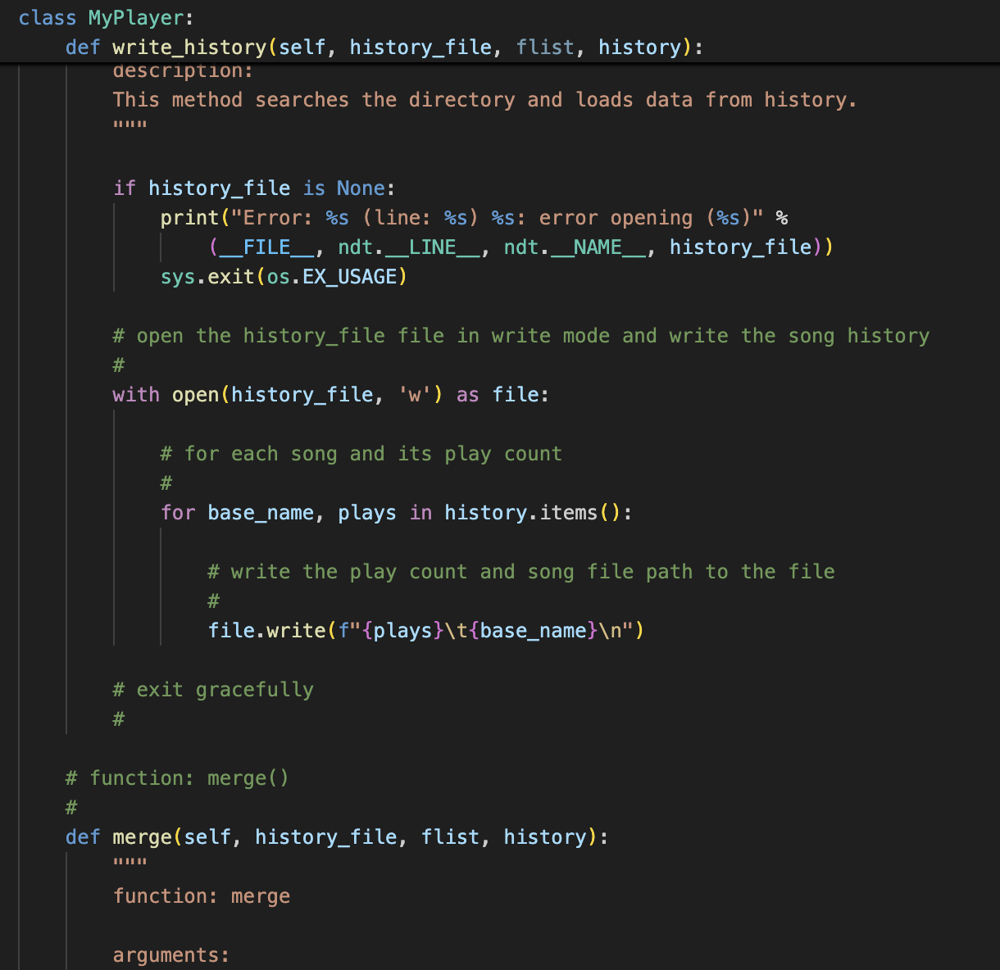 class MyPlayer:
def write_history(self, history_file, flist, history):
description:
This method searches the directory and loads data from history.
"""
if history_file is None:
print("Error: %s (line: %s) %s: error opening (%s)" %
(__FILE__, ndt.__LINE__, ndt.__NAME__, history_file))
sys.exit(os.EX_USAGE)
# open the history_file file in write mode and write the song history
#
with open(history_file, 'w') as file:
# for each song and its play count
#
for base_name, plays in history.items():
# write the play count and song file path to the file
#
file.write(f"{plays}\t{base_name}\n")
# exit gracefully
#
# function: merge()
#
def merge(self, history_file, flist, history):
"""
function: merge
arguments: